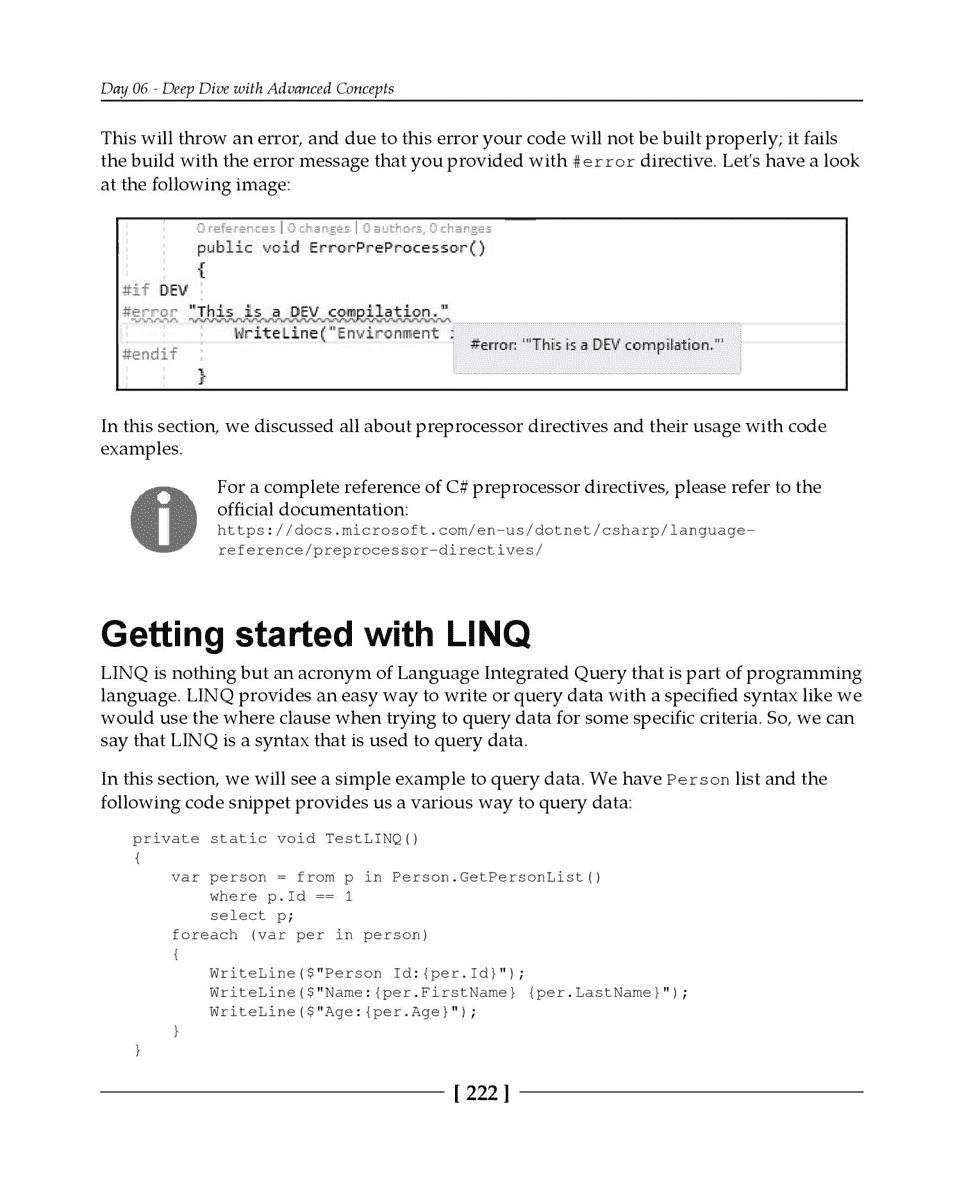 Day 06 - Deep Dive with Advanced Concepts
This will throw an error, and due to this error your code will not be built properly; it fails
the build with the error message that you provided with #error directive. Let's have a look
at the following image:
0 references | 0 changes | 0 authors, 0 changes
public void ErrorPreProcessor()
{
#if DEV
#error "This is a DEV compilation."
WriteLine("Environment
#error: '"This is a DEV compilation."'
#endif
}
In this section, we discussed all about preprocessor directives and their usage with code
examples.
For a complete reference of C# preprocessor directives, please refer to the
official documentation:
https://docs.microsoft.com/en-us/dotnet/csharp/language-
reference/preprocessor-directives/
Getting started with LINQ
LINQ is nothing but an acronym of Language Integrated Query that is part of programming
language. LINQ provides an easy way to write or query data with a specified syntax like we
would use the where clause when trying to query data for some specific criteria. So, we can
say that LINQ is a syntax that is used to query data.
In this section, we will see a simple example to query data. We have Person list and the
following code snippet provides us a various way to query data:
private static void TestLINQ()
{
var person = from p in Person.GetPersonList()
where p.Id == 1
select p;
foreach (var per in person)
{
WriteLine($"Person Id:{per.Id}");
WriteLine($"Name:{per.FirstName} {per.LastName}");
WriteLine($"Age:{per.Age}");
}
}
[ 222 ]